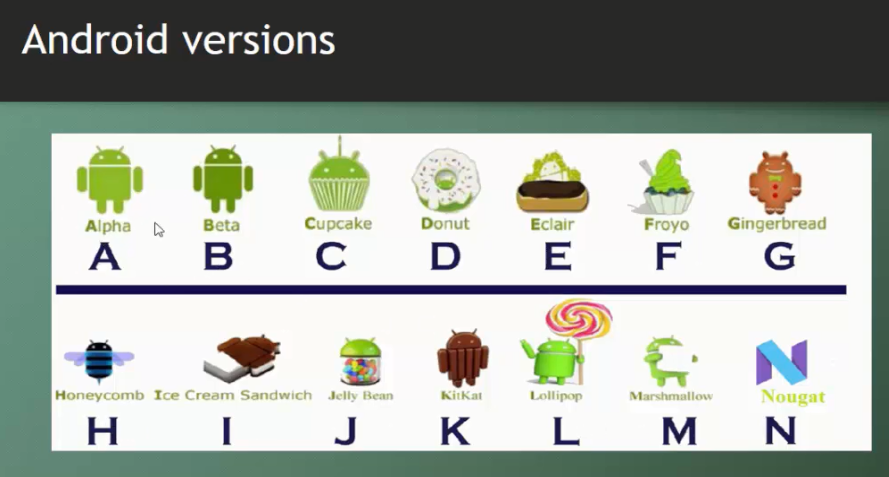 Android versions
Alpha Beta Cupcake Donut Eclair Froyo Gingerbread
A B C D E F G
Honeycomb Ice Cream Sandwich Jelly Bean KitKat Lollipop Marshmallow Nougat
H I J K L M N